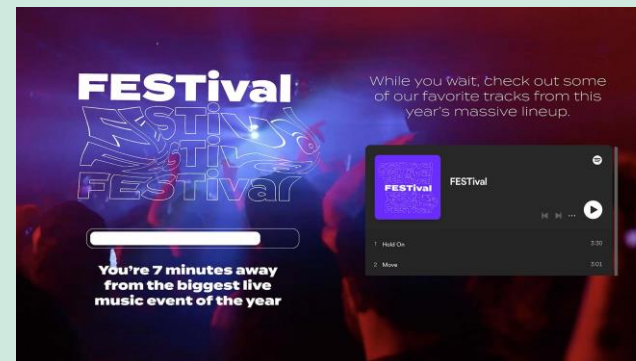 FESTival
FESTival
FESTival
FESTival
You're 7 minutes away
from the biggest live
music event of the year
While you wait, check out some
of our favorite tracks from this
year's massive lineup.
FESTival
FESTival
1 Hold On 3:30
2 Move 3:01